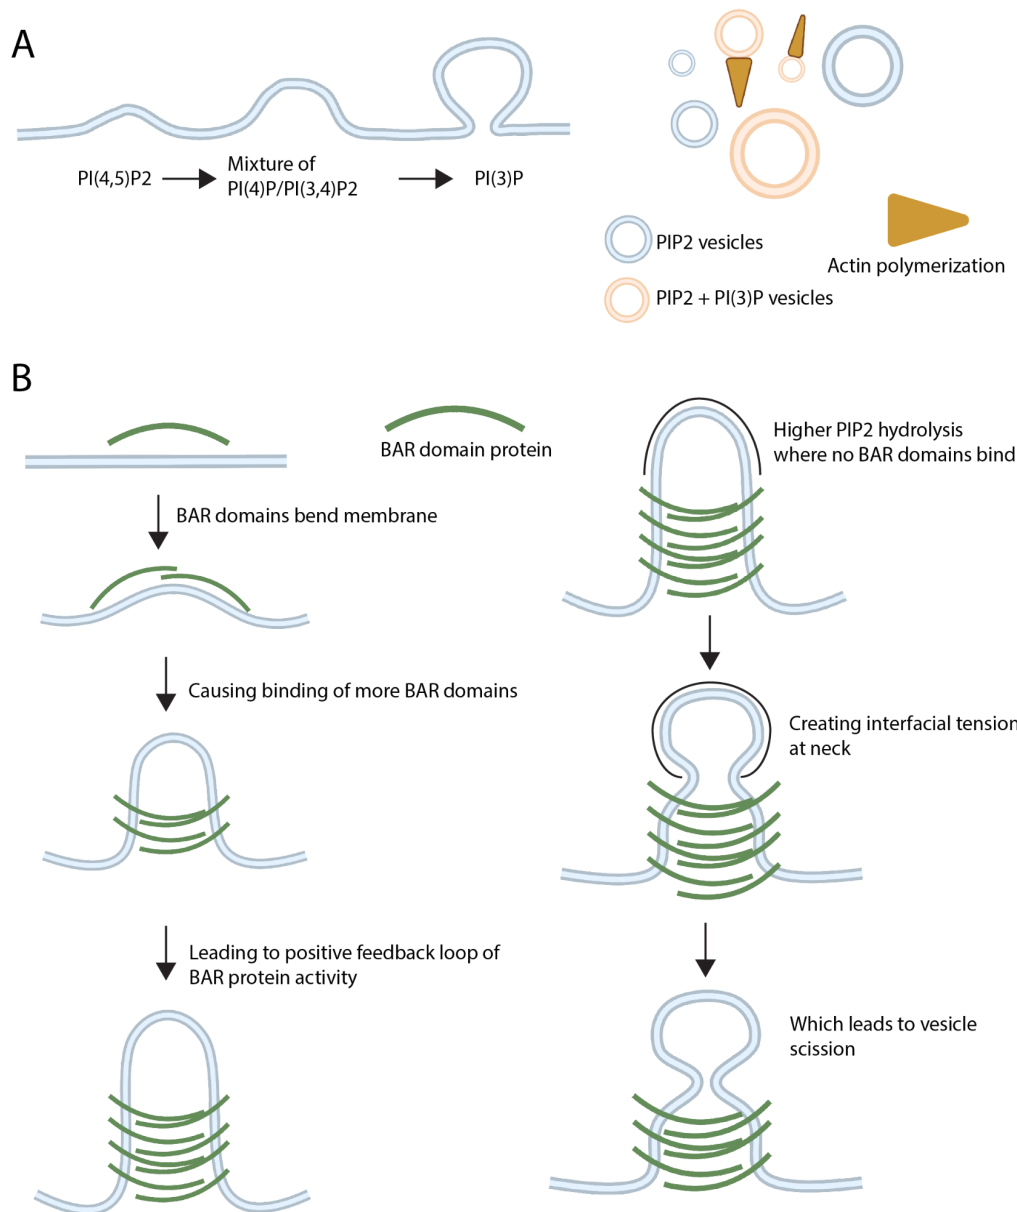 A
PI(4,5)P2
Mixture of
PI(4)P/PI(3,4)P2
PI(3)P
PIP2 vesicles
PIP2 + PI(3)P vesicles
Actin polymerization
B
BAR domain protein
BAR domains bend membrane
Causing binding of more BAR domains
Leading to positive feedback loop of
BAR protein activity
Higher PIP2 hydrolysis
where no BAR domains bind
Creating interfacial tension
at neck
Which leads to vesicle
scission